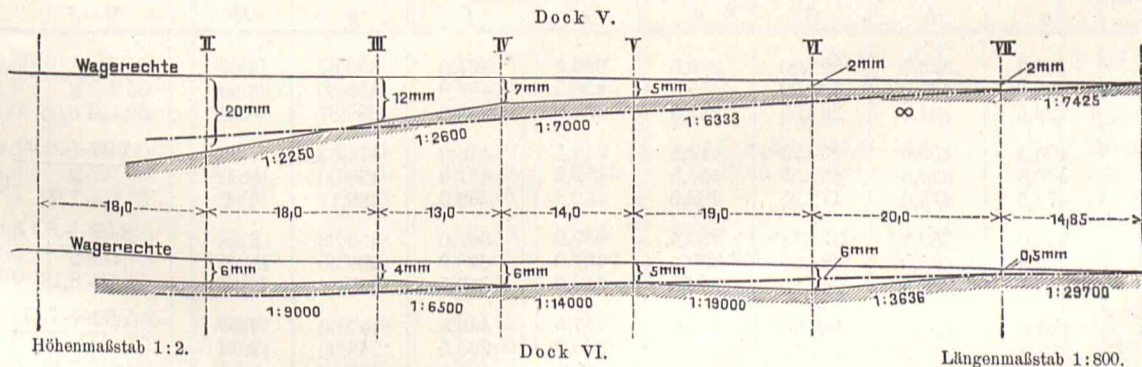 Dock V.
II III IV V VI VII
Wagerechte
20mm 12mm 7mm 5mm 2mm 2mm
1:2250 1:2600 1:7000 1:6333 ∞ 1:7425
18,0 18,0 13,0 14,0 19,0 20,0 14,85
Wagerechte
6mm 4mm 6mm 5mm 6mm 0,5mm
1:9000 1:6500 1:14000 1:19000 1:3636 1:29700
Höhenmaßstab 1:2. Dock VI. Längenmaßstab 1:800.